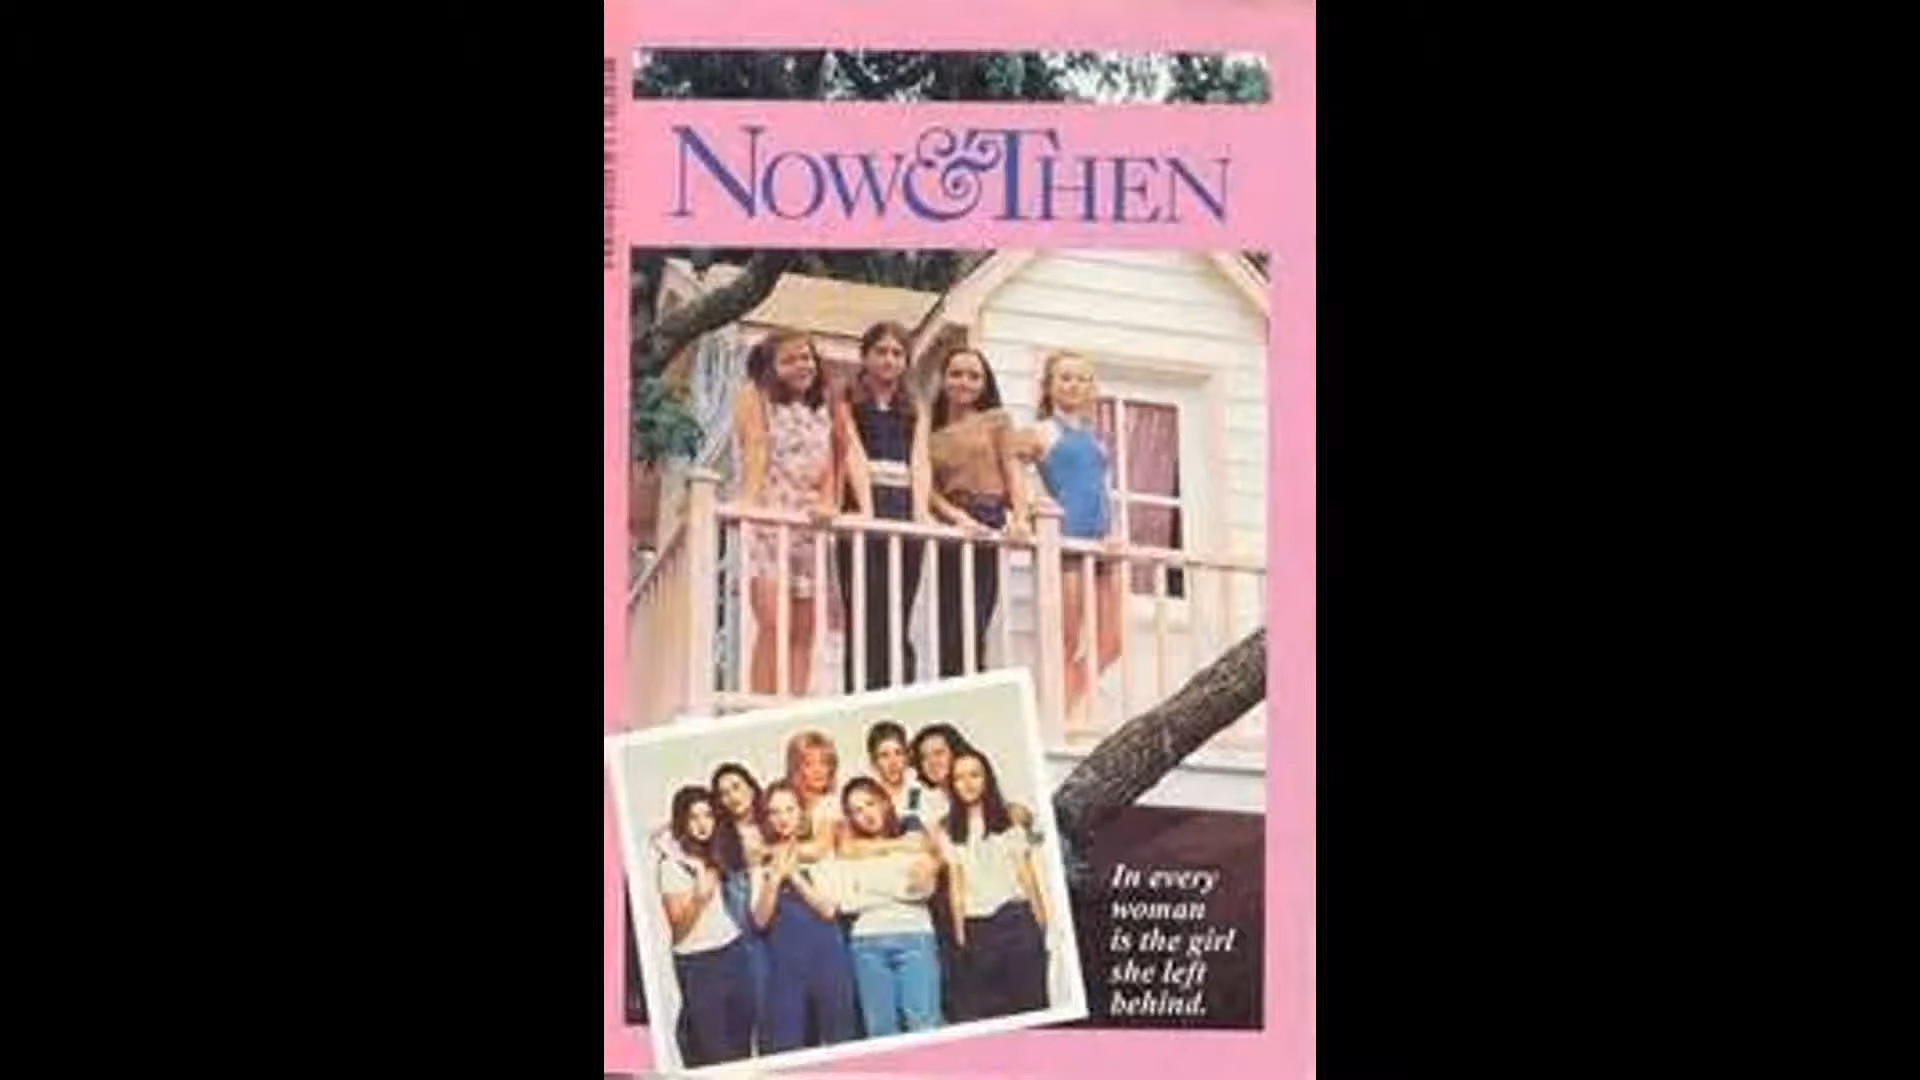 NOW&THEN
In every
woman
is the girl
she left
behind.